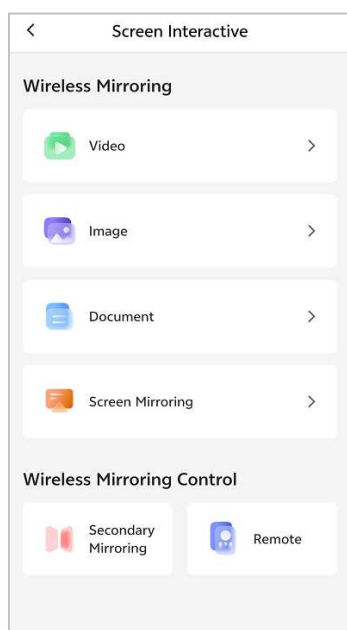 Screen Interactive
Wireless Mirroring
Video
Image
Document
Screen Mirroring
Wireless Mirroring Control
Secondary
Mirroring
Remote